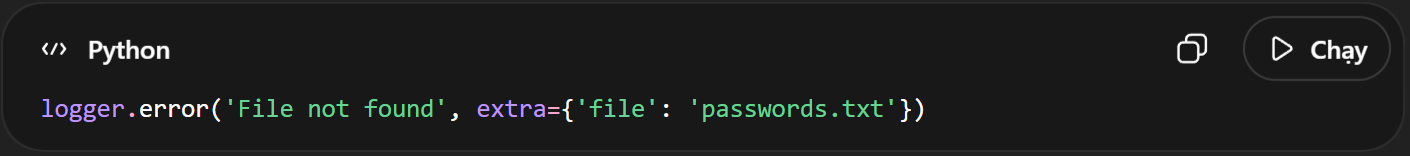 </> Python Chạy
logger.error('File not found', extra={'file': 'passwords.txt'})